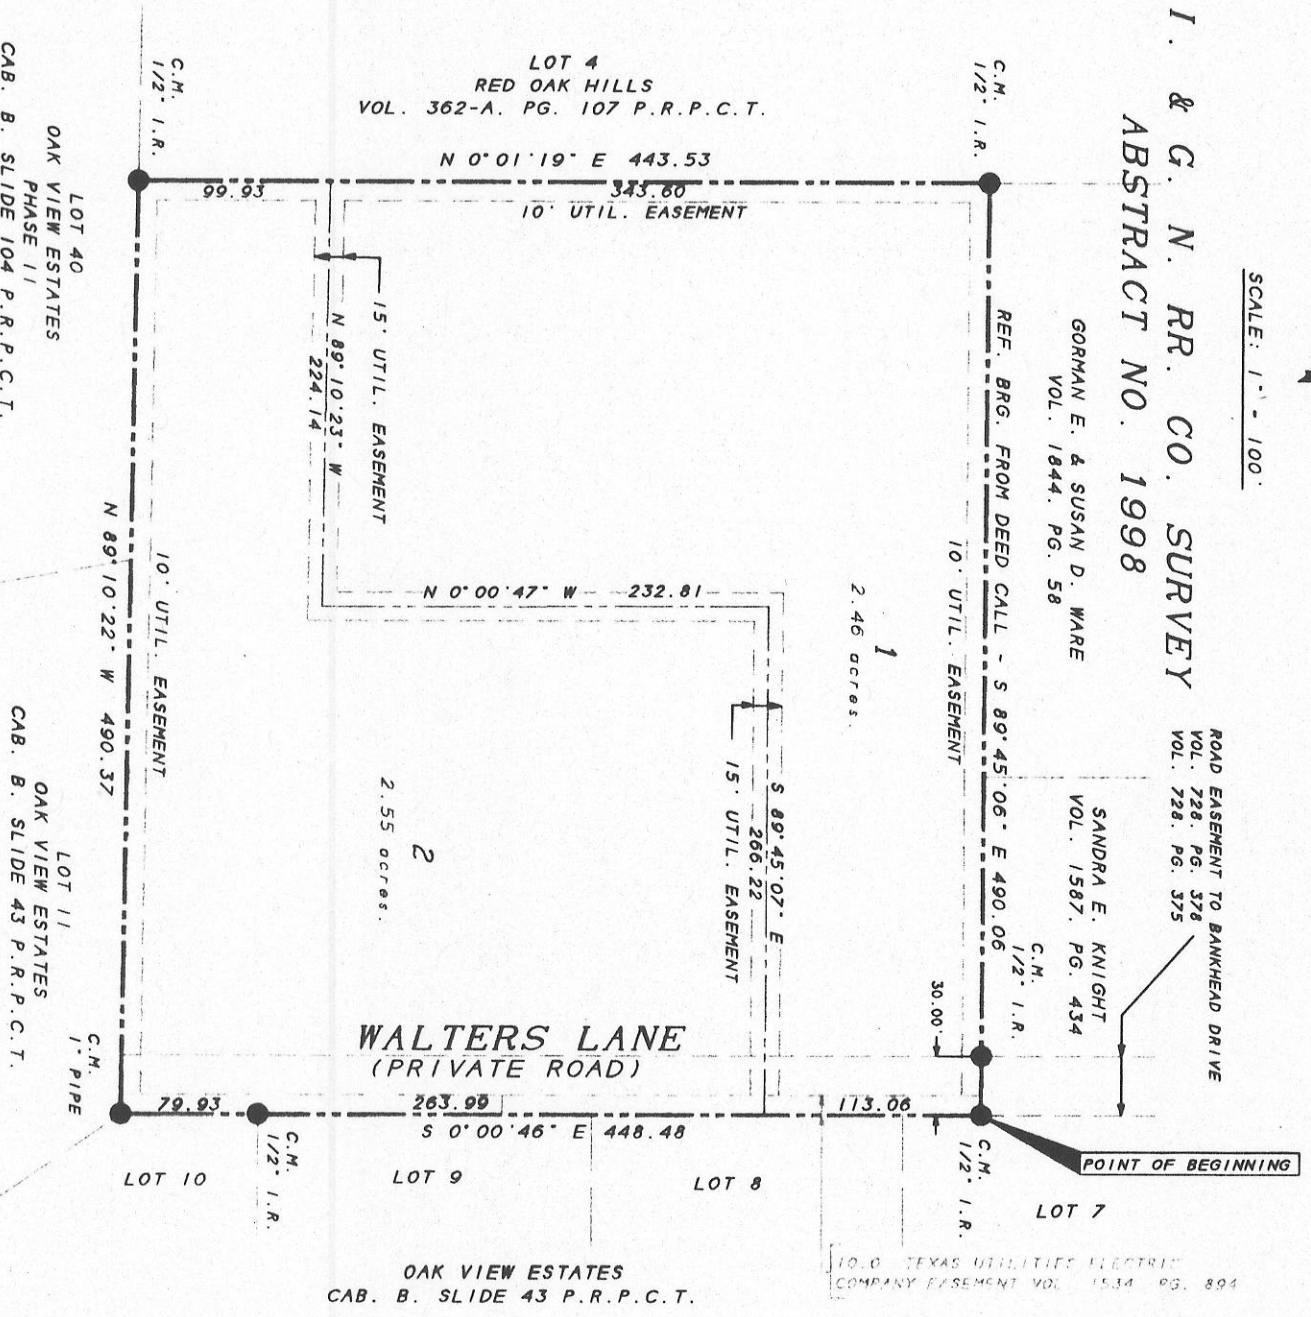 SCALE: 1" - 100'
I. & G. N. RR. CO. SURVEY
ABSTRACT NO. 1998
GORMAN E. & SUSAN D. WARE
VOL. 1844. PG. 58
ROAD EASEMENT TO BANKHEAD DRIVE
VOL. 728. PG. 378
VOL. 728. PG. 375
SANDRA E. KNIGHT
VOL. 1587. PG. 434
C.M.
1/2" I.R.
LOT 4
RED OAK HILLS
VOL. 362-A. PG. 107 P.R.P.C.T.
C.M.
1/2" I.R.
N 0°01'19" E 443.53
99.93
343.60
10' UTIL. EASEMENT
C.M.
1/2" I.R.
REF. BRG. FROM DEED CALL - S 89°45'06" E 490.06
10' UTIL. EASEMENT
30.00'
15' UTIL. EASEMENT
N 89°10'23" W
224.14
N 0°00'47" W 232.81
1
2.46 acres.
S 89°45'07" E
266.22
15' UTIL. EASEMENT
2
2.55 acres.
10' UTIL. EASEMENT
N 89°10'22" W 490.37
LOT 40
OAK VIEW ESTATES
PHASE II
CAB. B. SLIDE 104 P.R.P.C.T.
LOT 11
OAK VIEW ESTATES
CAB. B. SLIDE 43 P.R.P.C.T.
C.M.
1" PIPE
WALTERS LANE
(PRIVATE ROAD)
79.93
263.99
113.06
S 0°00'46" E 448.48
C.M.
1/2" I.R.
C.M.
1/2" I.R.
POINT OF BEGINNING
LOT 10
LOT 9
LOT 8
LOT 7
OAK VIEW ESTATES
CAB. B. SLIDE 43 P.R.P.C.T.
10.0 TEXAS UTILITIES ELECTRIC
COMPANY EASEMENT VOL 1534 PG. 894